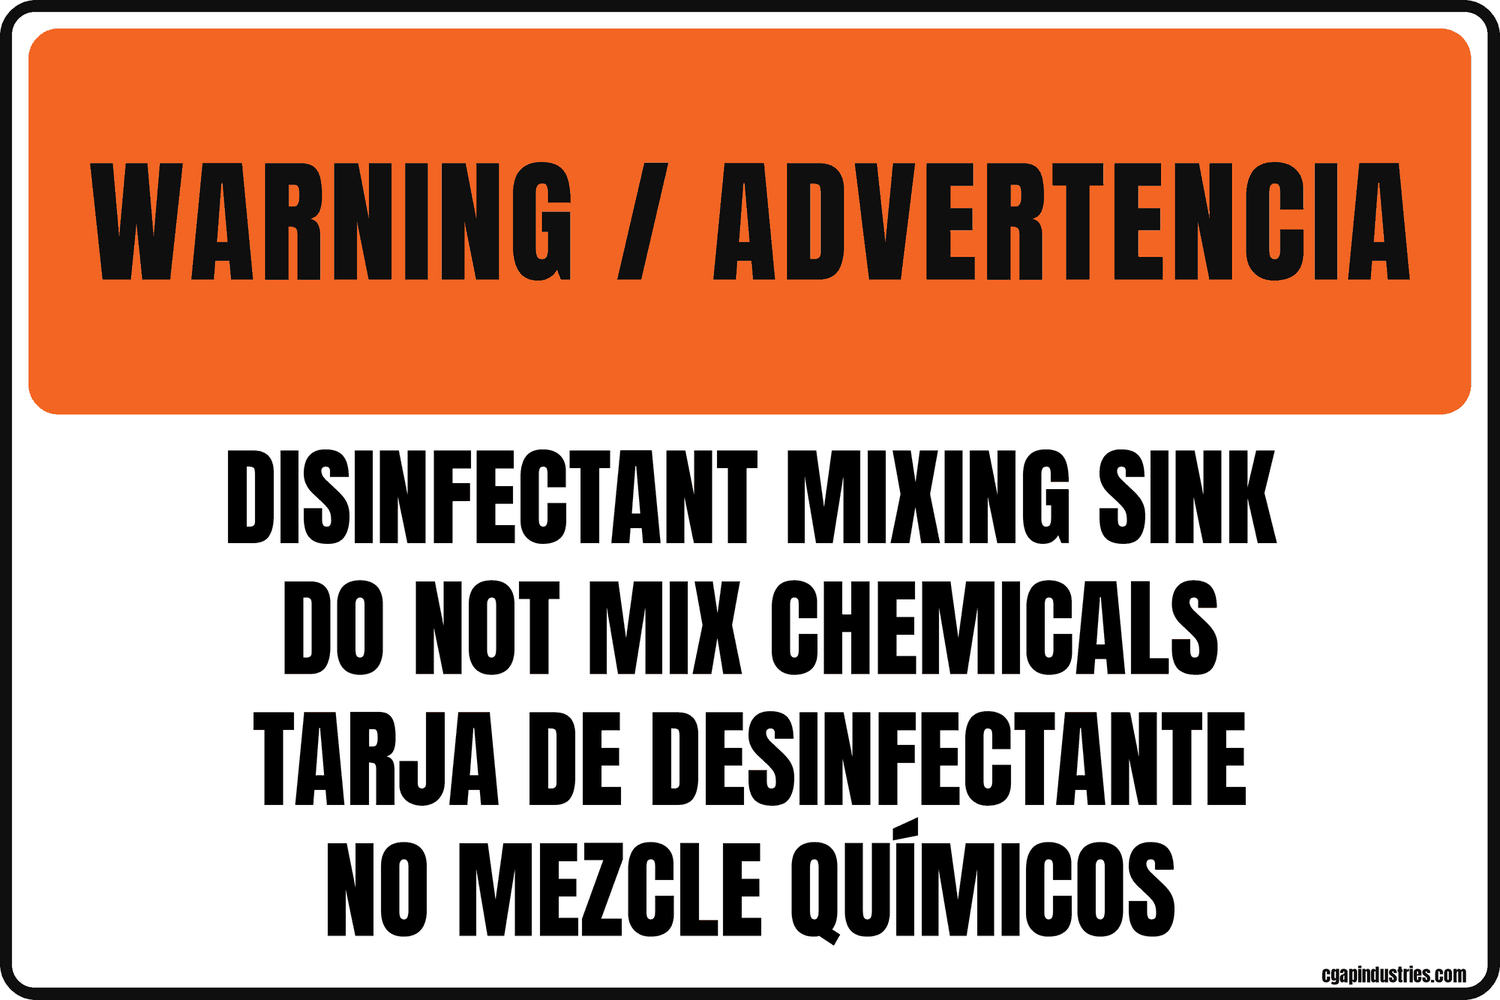 WARNING / ADVERTENCIA
DISINFECTANT MIXING SINK
DO NOT MIX CHEMICALS
TARJA DE DESINFECTANTE
NO MEZCLE QUÍMICOS
cgapindustries.com